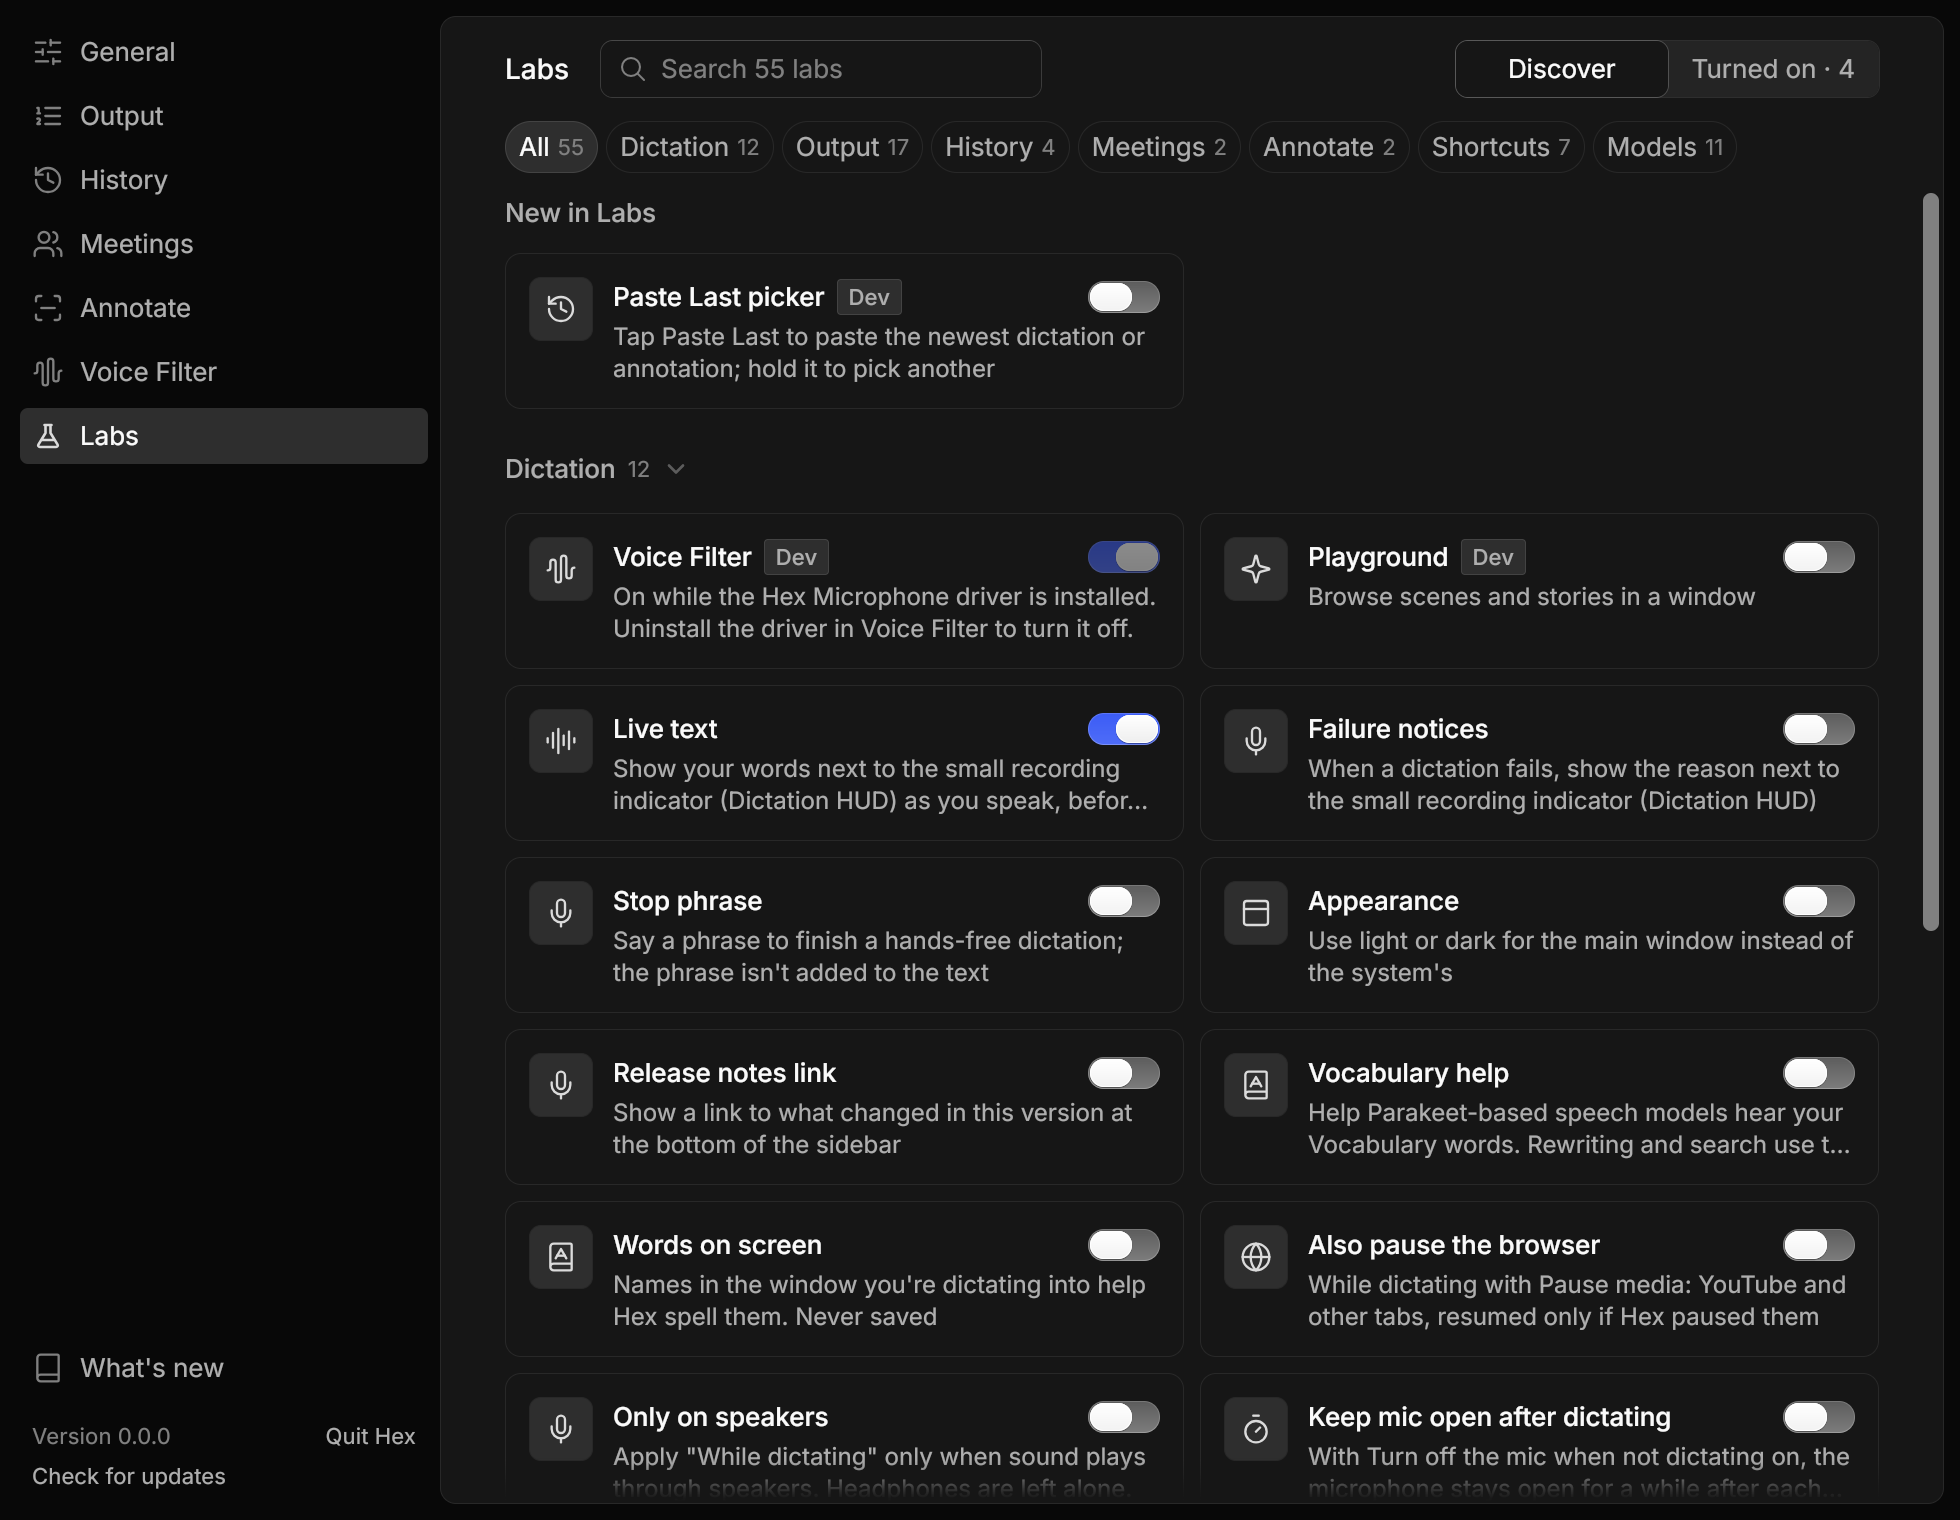 General
Output
History
Meetings
Annotate
Voice Filter
Labs
What's new
Version 0.0.0
Quit Hex
Check for updates
Labs
Search 55 labs
Discover
Turned on · 4
All 55
Dictation 12
Output 17
History 4
Meetings 2
Annotate 2
Shortcuts 7
Models 11
New in Labs
Paste Last picker Dev
Tap Paste Last to paste the newest dictation or
annotation; hold it to pick another
Dictation 12
Voice Filter Dev
On while the Hex Microphone driver is installed.
Uninstall the driver in Voice Filter to turn it off.
Playground Dev
Browse scenes and stories in a window
Live text
Show your words next to the small recording
indicator (Dictation HUD) as you speak, befor...
Failure notices
When a dictation fails, show the reason next to
the small recording indicator (Dictation HUD)
Stop phrase
Say a phrase to finish a hands-free dictation;
the phrase isn't added to the text
Appearance
Use light or dark for the main window instead of
the system's
Release notes link
Show a link to what changed in this version at
the bottom of the sidebar
Vocabulary help
Help Parakeet-based speech models hear your
Vocabulary words. Rewriting and search use t...
Words on screen
Names in the window you're dictating into help
Hex spell them. Never saved
Also pause the browser
While dictating with Pause media: YouTube and
other tabs, resumed only if Hex paused them
Only on speakers
Apply "While dictating" only when sound plays
through speakers. Headphones are left alone.
Keep mic open after dictating
With Turn off the mic when not dictating on, the
microphone stays open for a while after each...